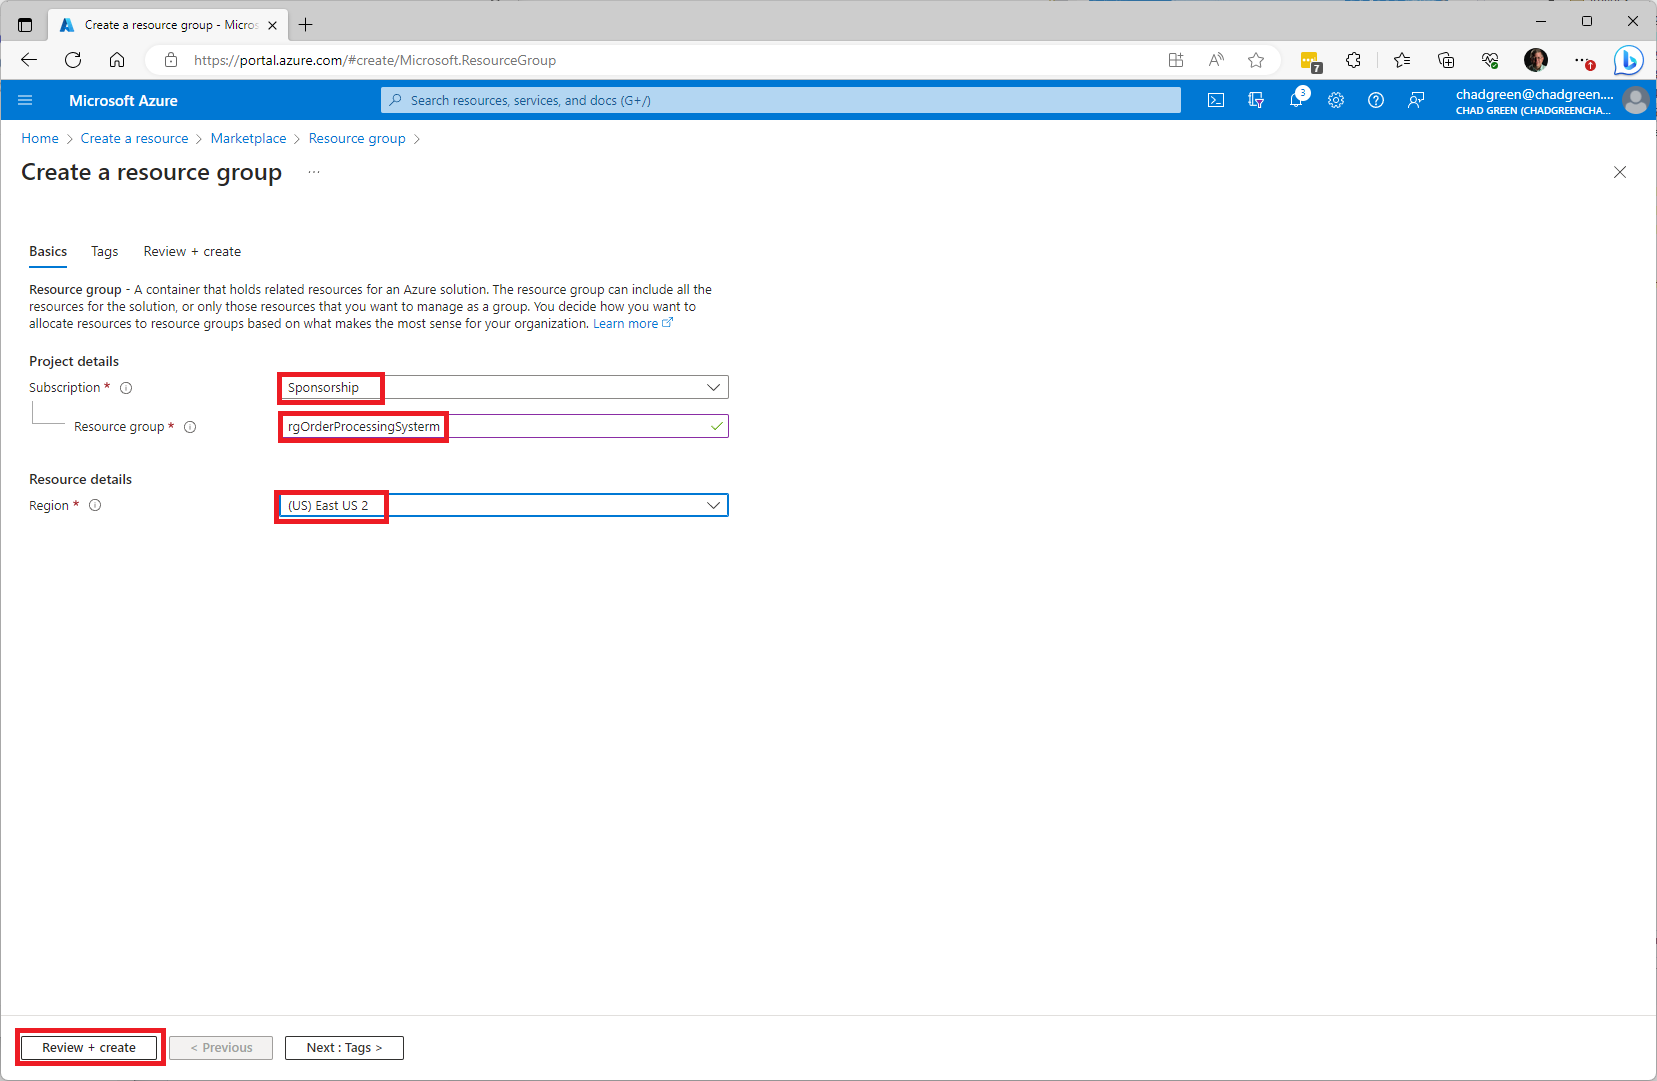 Create a resource group - Micros
https://portal.azure.com/#create/Microsoft.ResourceGroup
7
Microsoft Azure
Search resources, services, and docs (G+/)
3
chadgreen@chadgreen....
CHAD GREEN (CHADGREENCHA...
Home > Create a resource > Marketplace > Resource group >
Create a resource group ...
Basics Tags Review + create
Resource group - A container that holds related resources for an Azure solution. The resource group can include all the
resources for the solution, or only those resources that you want to manage as a group. You decide how you want to
allocate resources to resource groups based on what makes the most sense for your organization. Learn more
Project details
Subscription * Sponsorship
Resource group * rgOrderProcessingSysterm
Resource details
Region * (US) East US 2
Review + create < Previous Next : Tags >